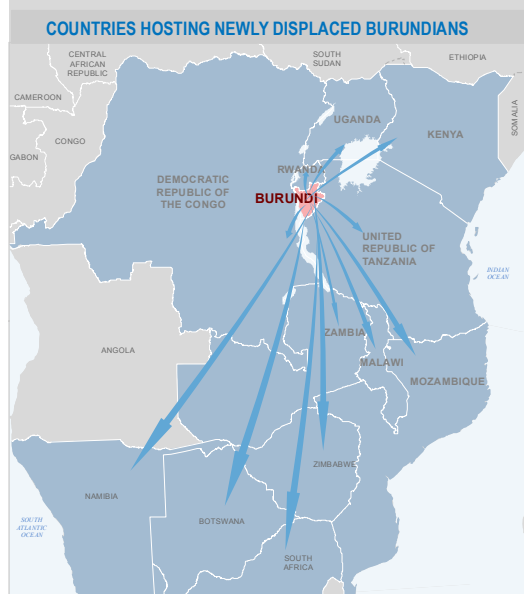 COUNTRIES HOSTING NEWLY DISPLACED BURUNDIANS
CENTRAL
AFRICAN
REPUBLIC
SOUTH
SUDAN
ETHIOPIA
CAMEROON
SOMALIA
UGANDA
KENYA
CONGO
GABON
RWANDA
DEMOCRATIC
REPUBLIC OF
THE CONGO
BURUNDI
UNITED
REPUBLIC OF
TANZANIA
INDIAN
OCEAN
ZAMBIA
ANGOLA
MALAWI
MOZAMBIQUE
ZIMBABWE
NAMIBIA
BOTSWANA
SOUTH
ATLANTIC
OCEAN
SOUTH
AFRICA